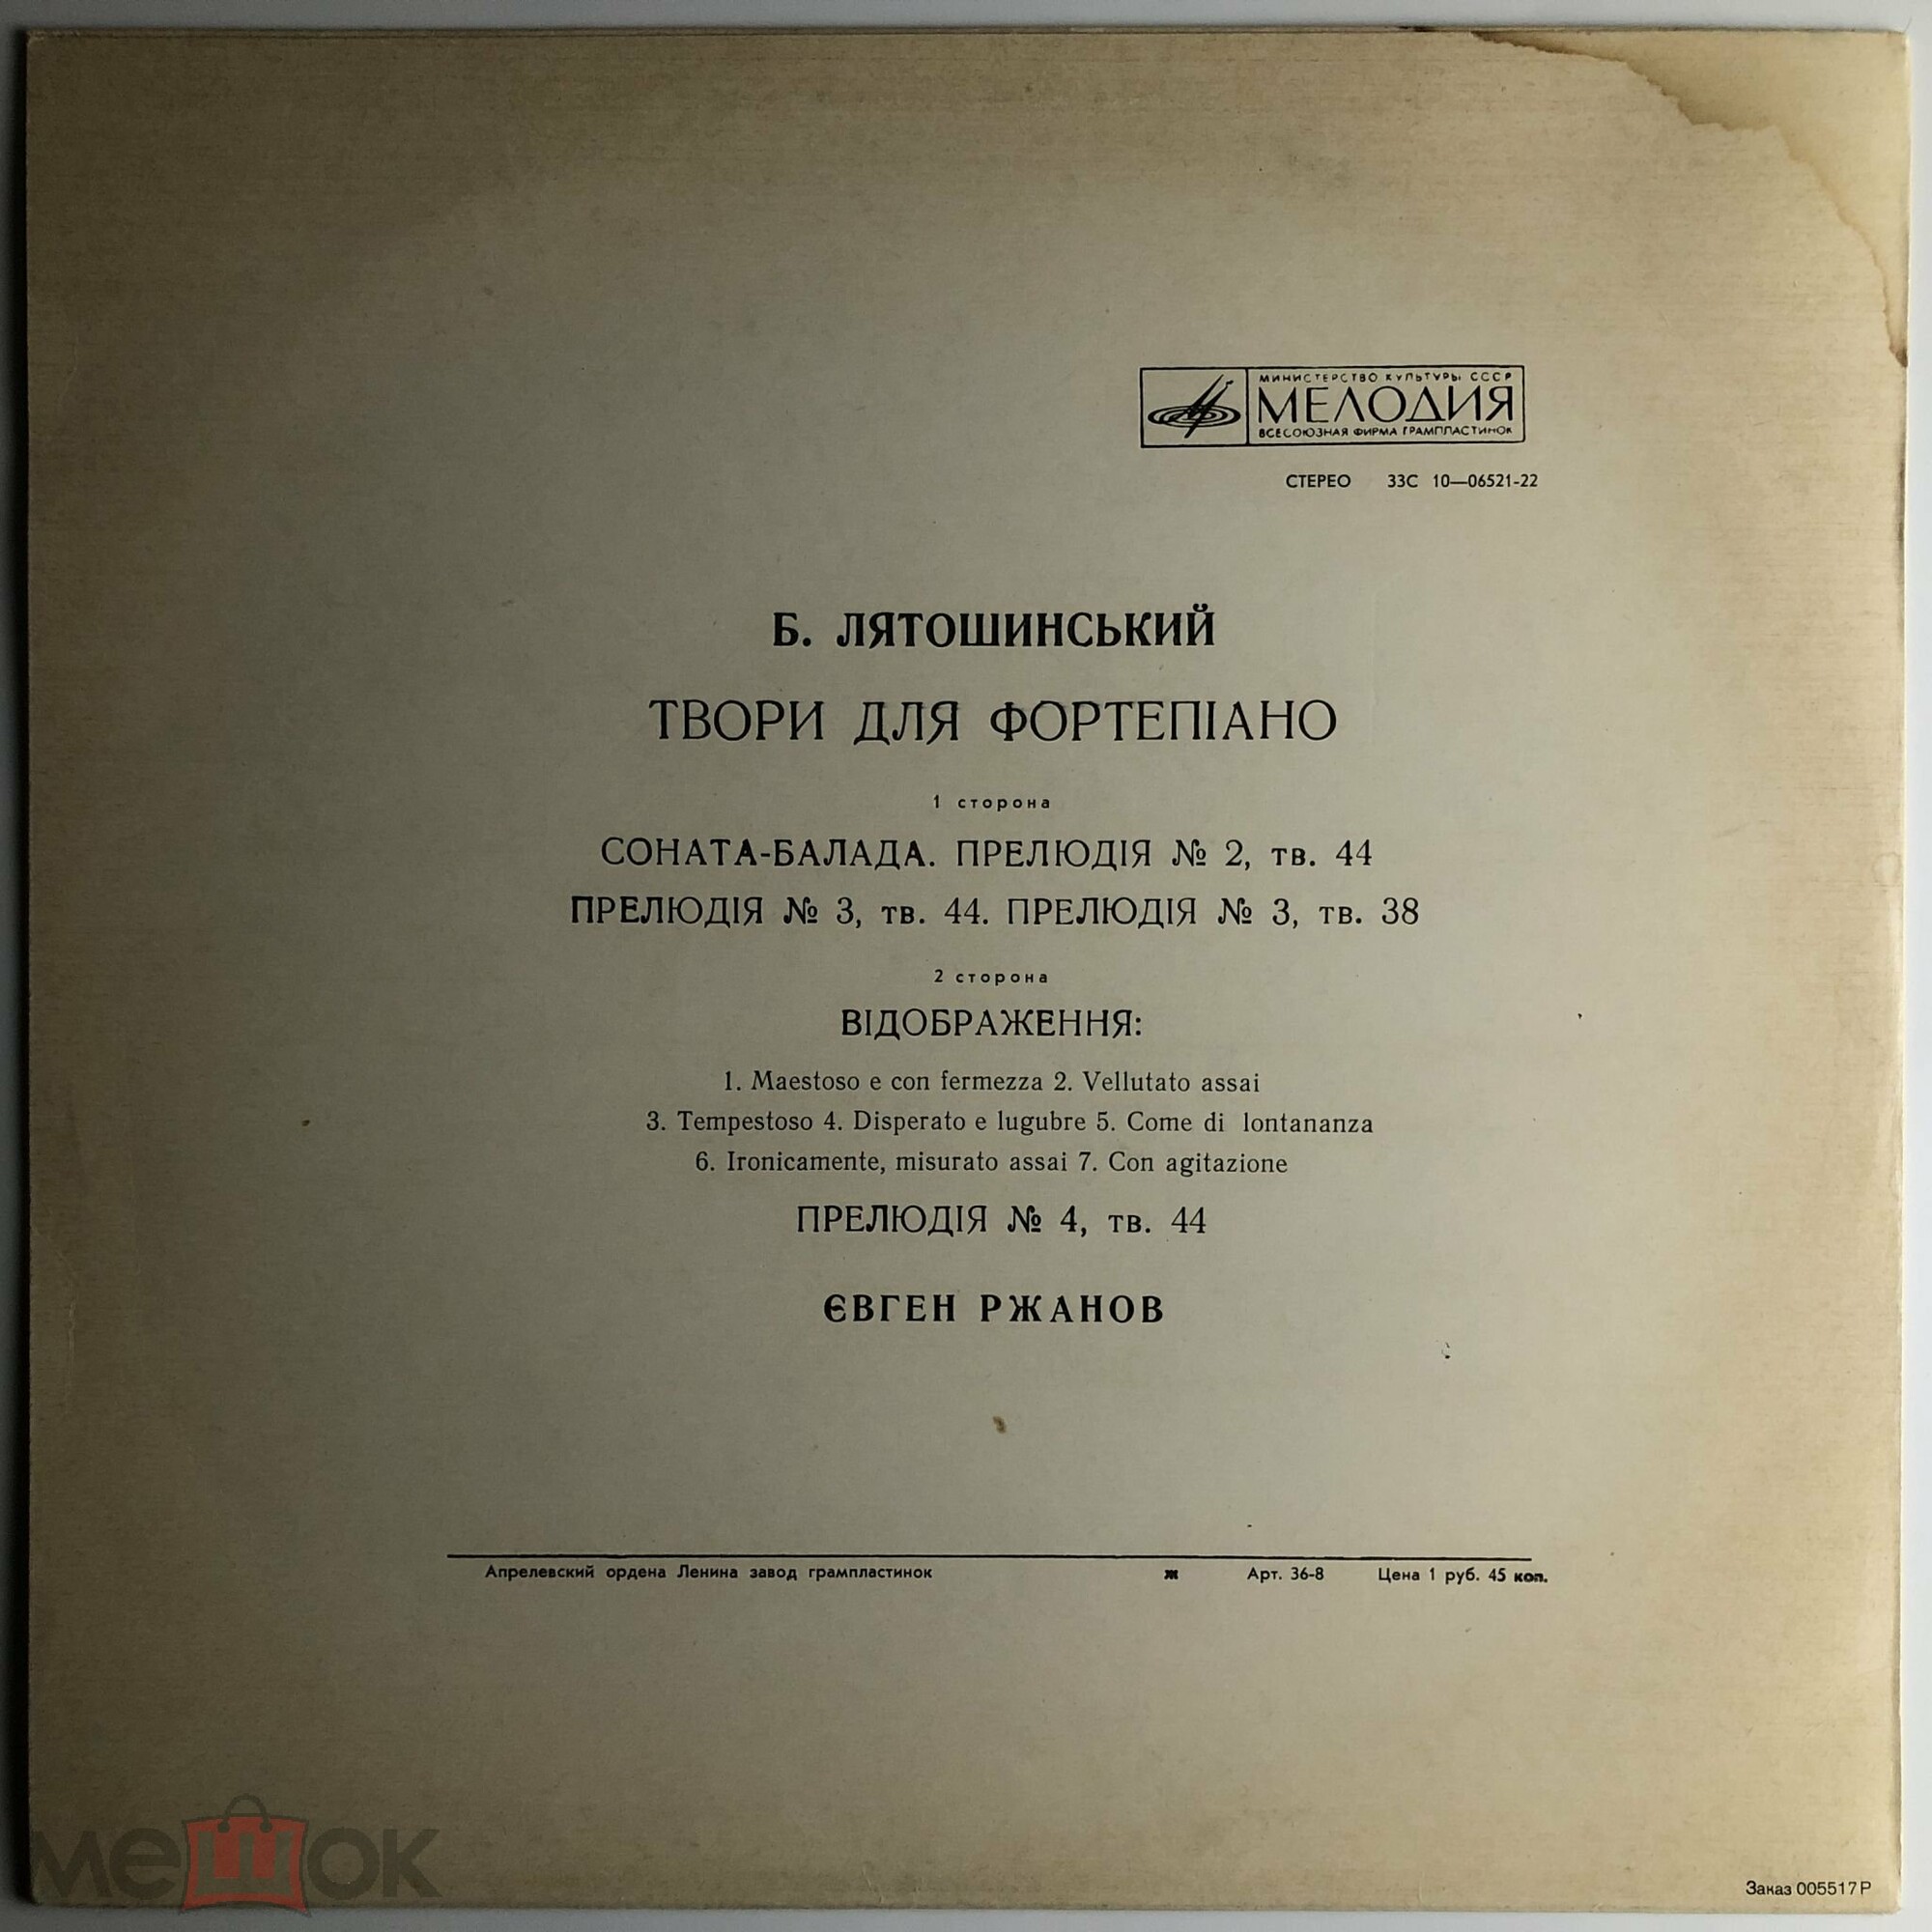 МИНИСТЕРСТВО КУЛЬТУРЫ СССР
МЕЛОДИЯ
ВСЕСОЮЗНАЯ ФИРМА ГРАМПЛАСТИНОК
СТЕРЕО 33С 10—06521-22
Б. ЛЯТОШИНСЬКИЙ
ТВОРИ ДЛЯ ФОРТЕПІАНО
1 сторона
СОНАТА-БАЛАДА. ПРЕЛЮДІЯ № 2, тв. 44
ПРЕЛЮДІЯ № 3, тв. 44. ПРЕЛЮДІЯ № 3, тв. 38
2 сторона
ВІДОБРАЖЕННЯ:
1. Maestoso e con fermezza 2. Vellutato assai
3. Tempestoso 4. Disperato e lugubre 5. Come di lontananza
6. Ironicamente, misurato assai 7. Con agitazione
ПРЕЛЮДІЯ № 4, тв. 44
ЄВГЕН РЖАНОВ
Апрелевский ордена Ленина завод грампластинок ж Арт. 36-8 Цена 1 руб. 45 коп.
мешок
Заказ 005517Р